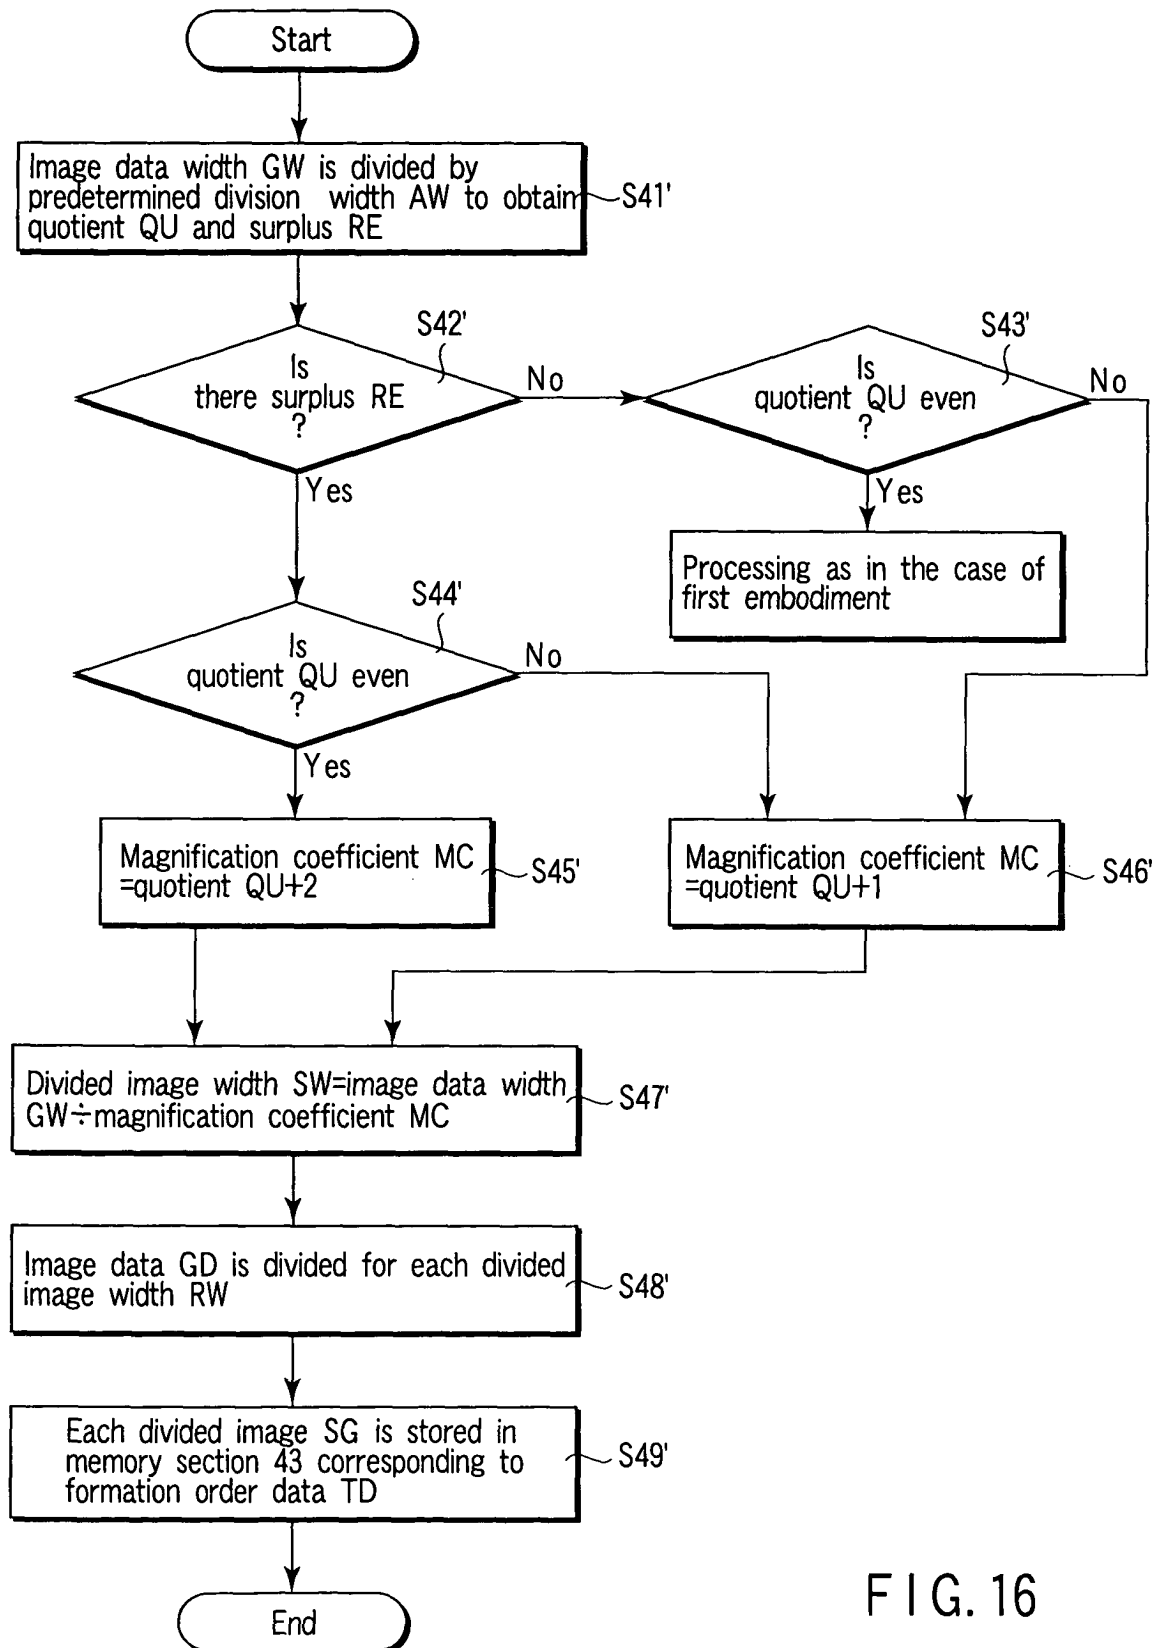 Start
Image data width GW is divided by
predetermined division width AW to obtain
quotient QU and surplus RE
S41'
S42'
Is
there surplus RE
?
No
Yes
S43'
Is
quotient QU even
?
No
Yes
Processing as in the case of
first embodiment
S44'
Is
quotient QU even
?
No
Yes
Magnification coefficient MC
=quotient QU+2
S45'
Magnification coefficient MC
=quotient QU+1
S46'
Divided image width SW=image data width
GW÷magnification coefficient MC
S47'
Image data GD is divided for each divided
image width RW
S48'
Each divided image SG is stored in
memory section 43 corresponding to
formation order data TD
S49'
End
FIG. 16